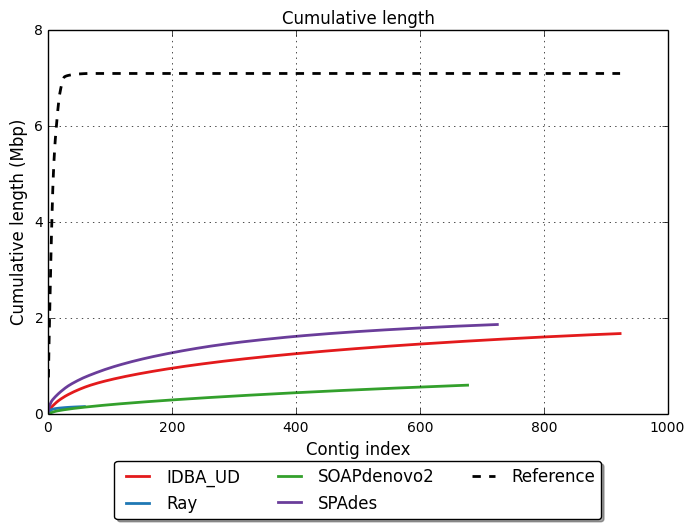 Cumulative length
8
6
4
2
0
Cumulative length (Mbp)
0 200 400 600 800 1000
Contig index
IDBA_UD SOAPdenovo2 Reference
Ray SPAdes